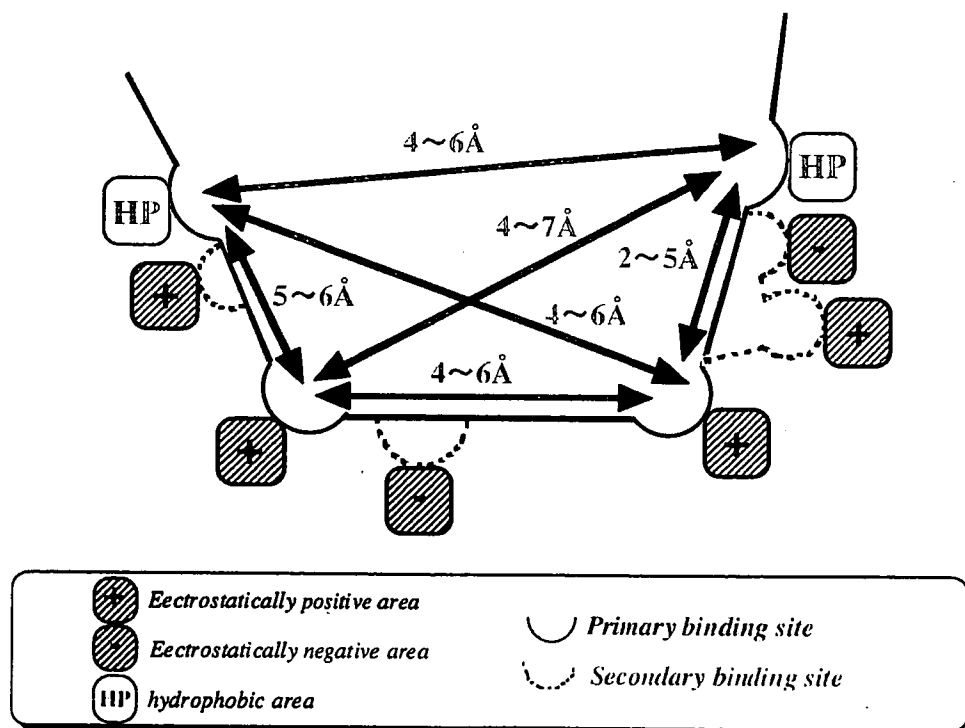 4~6Å
HP
HP
4~7Å
-
2~5Å
+
5~6Å
4~6Å
+
4~6Å
+
+
-
+ Eectrostatically positive area
- Eectrostatically negative area
HP hydrophobic area
Primary binding site
Secondary binding site